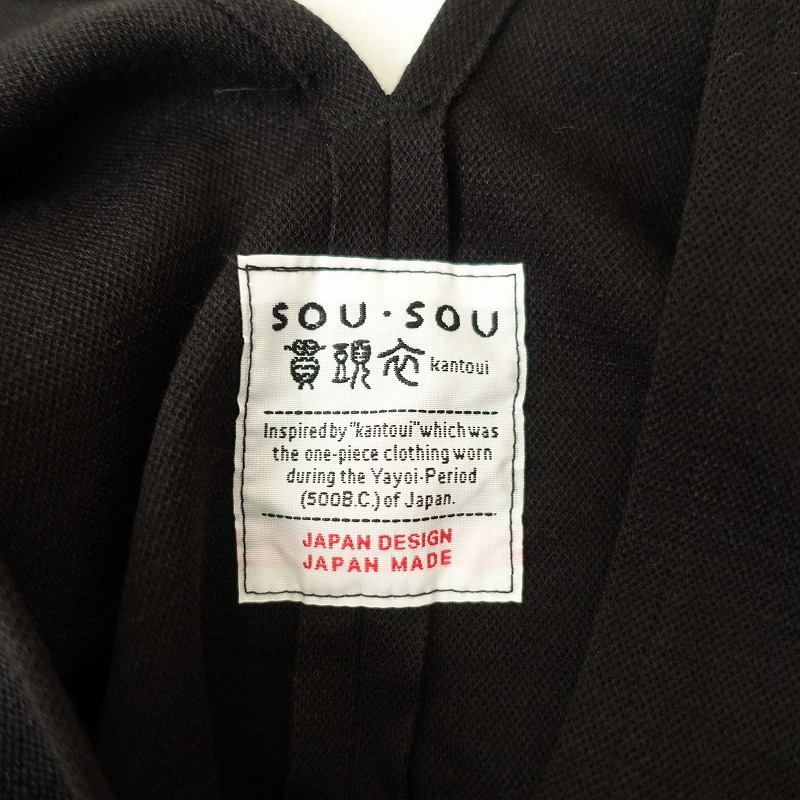 SOU・SOU
貫頭衣 kantoui
Inspired by "kantoui" which was
the one-piece clothing worn
during the Yayoi-Period
(500B.C.) of Japan.
JAPAN DESIGN
JAPAN MADE